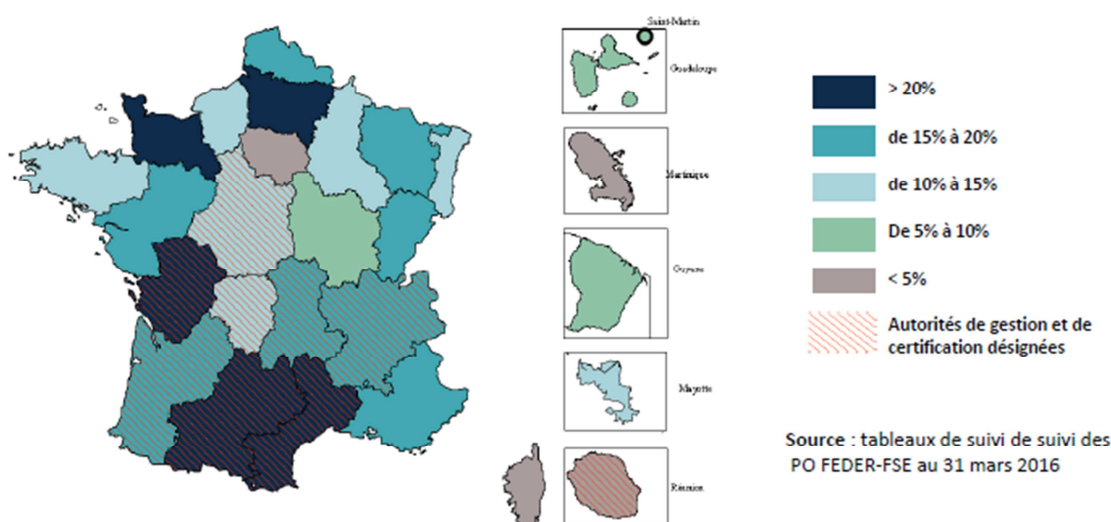 Saint-Martin
Guadeloupe
Martinique
Guyane
Mayotte
Réunion
> 20%
de 15% à 20%
de 10% à 15%
De 5% à 10%
< 5%
Autorités de gestion et de
certification désignées
Source : tableaux de suivi de suivi des
PO FEDER-FSE au 31 mars 2016